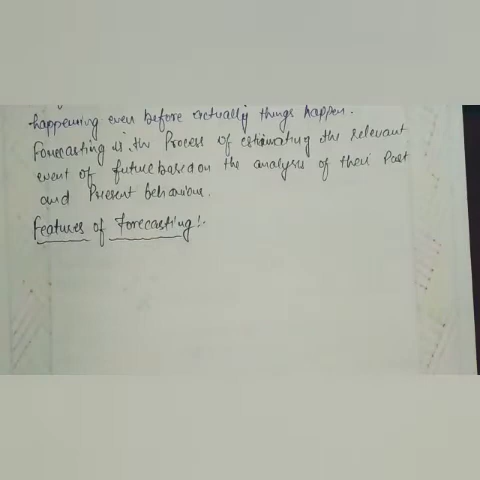 happening even before actually things happen.
Forecasting is the Process of estimating the relevant
event of future based on the analysis of their Past
and Present behaviour.
Features of Forecasting:-